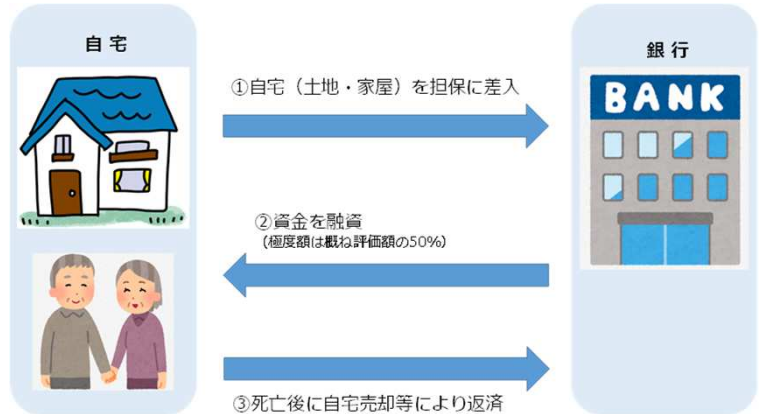 自宅
銀行
BANK
①自宅（土地・家屋）を担保に差入
②資金を融資
（極度額は概ね評価額の50%）
③死亡後に自宅売却等により返済